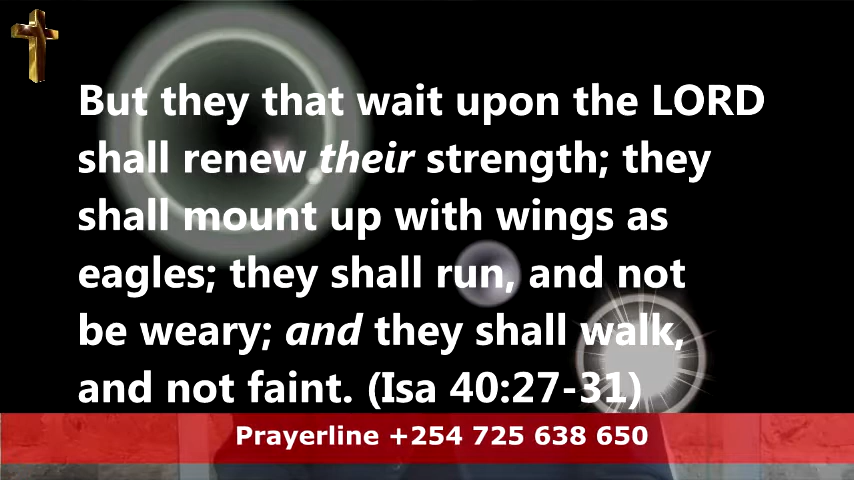 But they that wait upon the LORD
shall renew their strength; they
shall mount up with wings as
eagles; they shall run, and not
be weary; and they shall walk,
and not faint. (Isa 40:27-31)
Prayerline +254 725 638 650